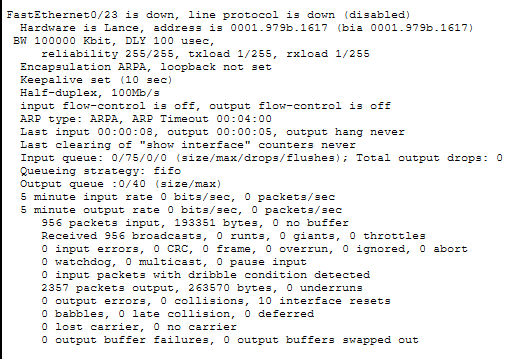 FastEthernet0/23 is down, line protocol is down (disabled)
Hardware is Lance, address is 0001.979b.1617 (bia 0001.979b.1617)
BW 100000 Kbit, DLY 100 usec,
reliability 255/255, txload 1/255, rxload 1/255
Encapsulation ARPA, loopback not set
Keepalive set (10 sec)
Half-duplex, 100Mb/s
input flow-control is off, output flow-control is off
ARP type: ARPA, ARP Timeout 00:04:00
Last input 00:00:08, output 00:00:05, output hang never
Last clearing of "show interface" counters never
Input queue: 0/75/0/0 (size/max/drops/flushes); Total output drops: 0
Queueing strategy: fifo
Output queue :0/40 (size/max)
5 minute input rate 0 bits/sec, 0 packets/sec
5 minute output rate 0 bits/sec, 0 packets/sec
956 packets input, 193351 bytes, 0 no buffer
Received 956 broadcasts, 0 runts, 0 giants, 0 throttles
0 input errors, 0 CRC, 0 frame, 0 overrun, 0 ignored, 0 abort
0 watchdog, 0 multicast, 0 pause input
0 input packets with dribble condition detected
2357 packets output, 263570 bytes, 0 underruns
0 output errors, 0 collisions, 10 interface resets
0 babbles, 0 late collision, 0 deferred
0 lost carrier, 0 no carrier
0 output buffer failures, 0 output buffers swapped out